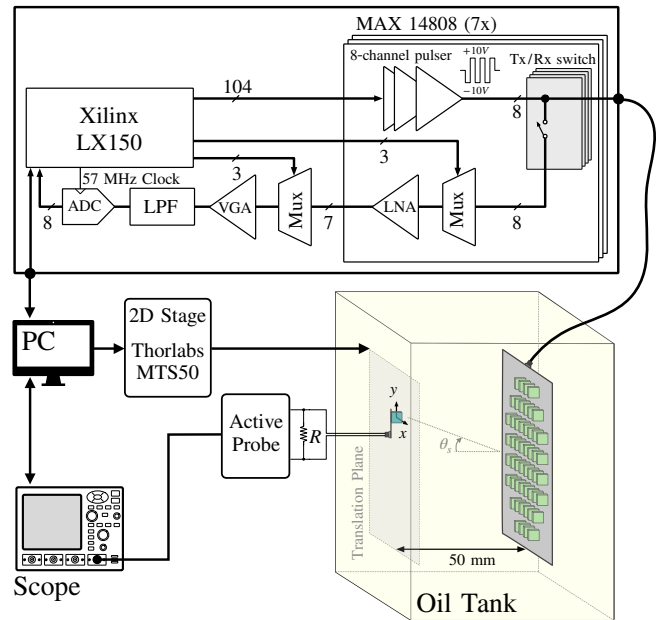 MAX 14808 (7x)
8-channel pulser
+10V
−10V
Tx/Rx switch
104
8
Xilinx
LX150
3
3
57 MHz Clock
8
ADC
LPF
VGA
Mux
7
LNA
Mux
8
PC
2D Stage
Thorlabs
MTS50
Active
Probe
R
y
x
θs
Translation Plane
50 mm
Scope
Oil Tank